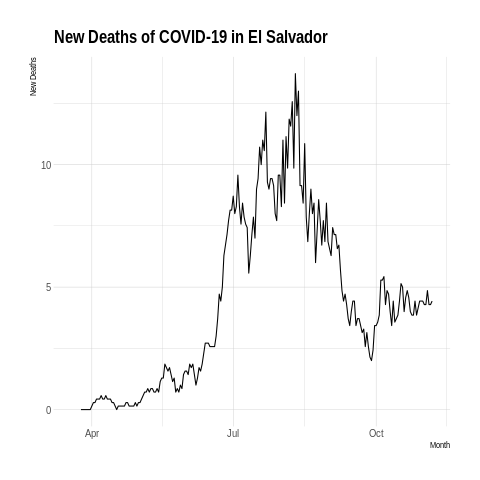 New Deaths of COVID-19 in El Salvador
New Deaths
10
5
0
Apr Jul Oct
Month